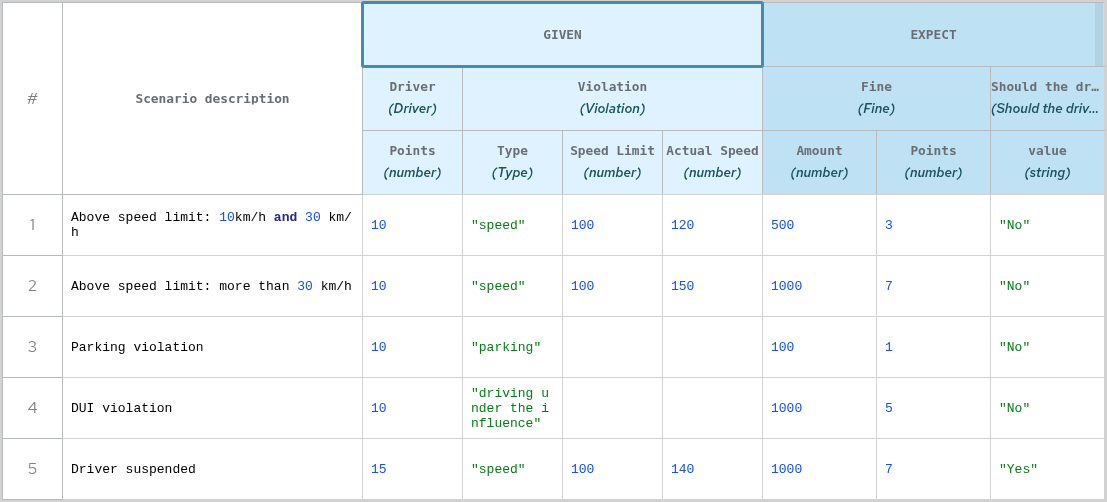 #
Scenario description
GIVEN
EXPECT
Driver
(Driver)
Violation
(Violation)
Fine
(Fine)
Should the dr…
(Should the driv…
Points
(number)
Type
(Type)
Speed Limit
(number)
Actual Speed
(number)
Amount
(number)
Points
(number)
value
(string)
1 Above speed limit: 10km/h and 30 km/
h
10 "speed" 100 120 500 3 "No"
2 Above speed limit: more than 30 km/h 10 "speed" 100 150 1000 7 "No"
3 Parking violation 10 "parking" 100 1 "No"
4 DUI violation 10 "driving u
nder the i
nfluence"
1000 5 "No"
5 Driver suspended 15 "speed" 100 140 1000 7 "Yes"